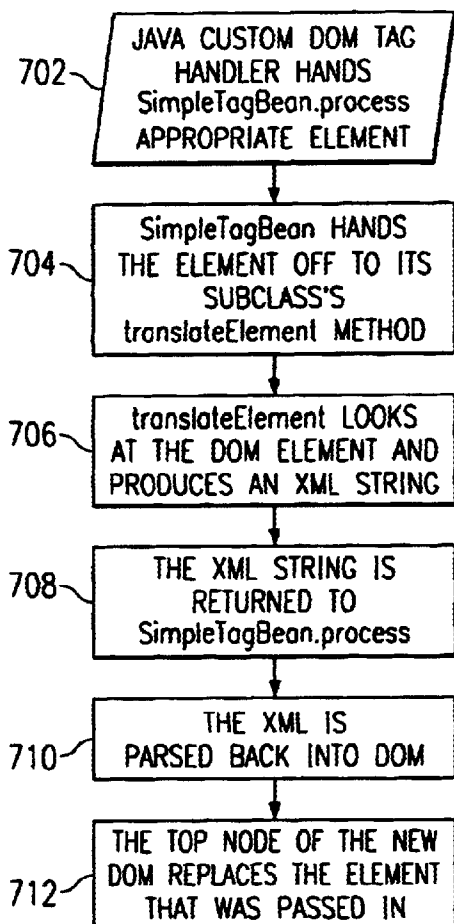 702
JAVA CUSTOM DOM TAG
HANDLER HANDS
SimpleTagBean.process
APPROPRIATE ELEMENT
704
SimpleTagBean HANDS
THE ELEMENT OFF TO ITS
SUBCLASS'S
translateElement METHOD
706
translateElement LOOKS
AT THE DOM ELEMENT AND
PRODUCES AN XML STRING
708
THE XML STRING IS
RETURNED TO
SimpleTagBean.process
710
THE XML IS
PARSED BACK INTO DOM
712
THE TOP NODE OF THE NEW
DOM REPLACES THE ELEMENT
THAT WAS PASSED IN